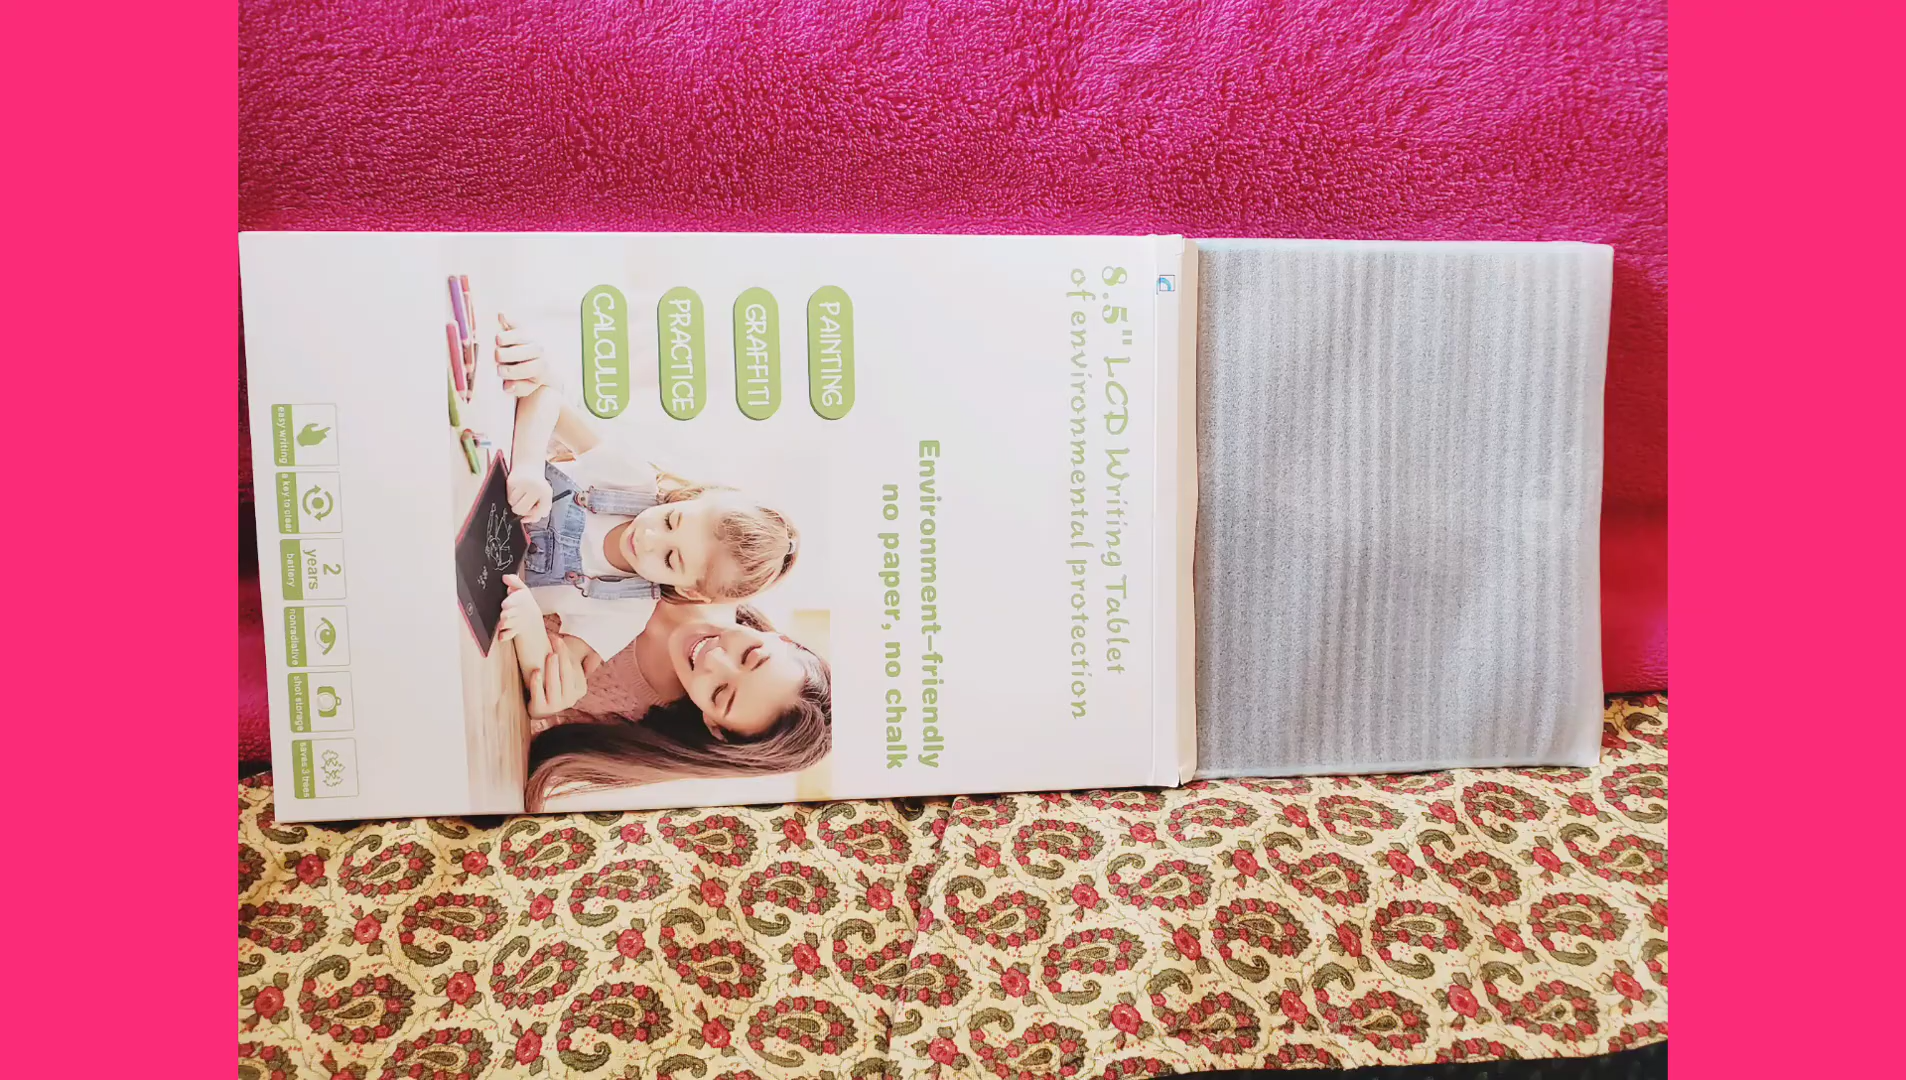 8.5" LCD Writing Tablet
of environmental protection
Environment-friendly
no paper, no chalk
PAINTING
GRAFFITI
PRACTICE
CALCULUS
easy writing
a key to clear
2
years
battery
nonradiative
shot storage
saves 3 trees